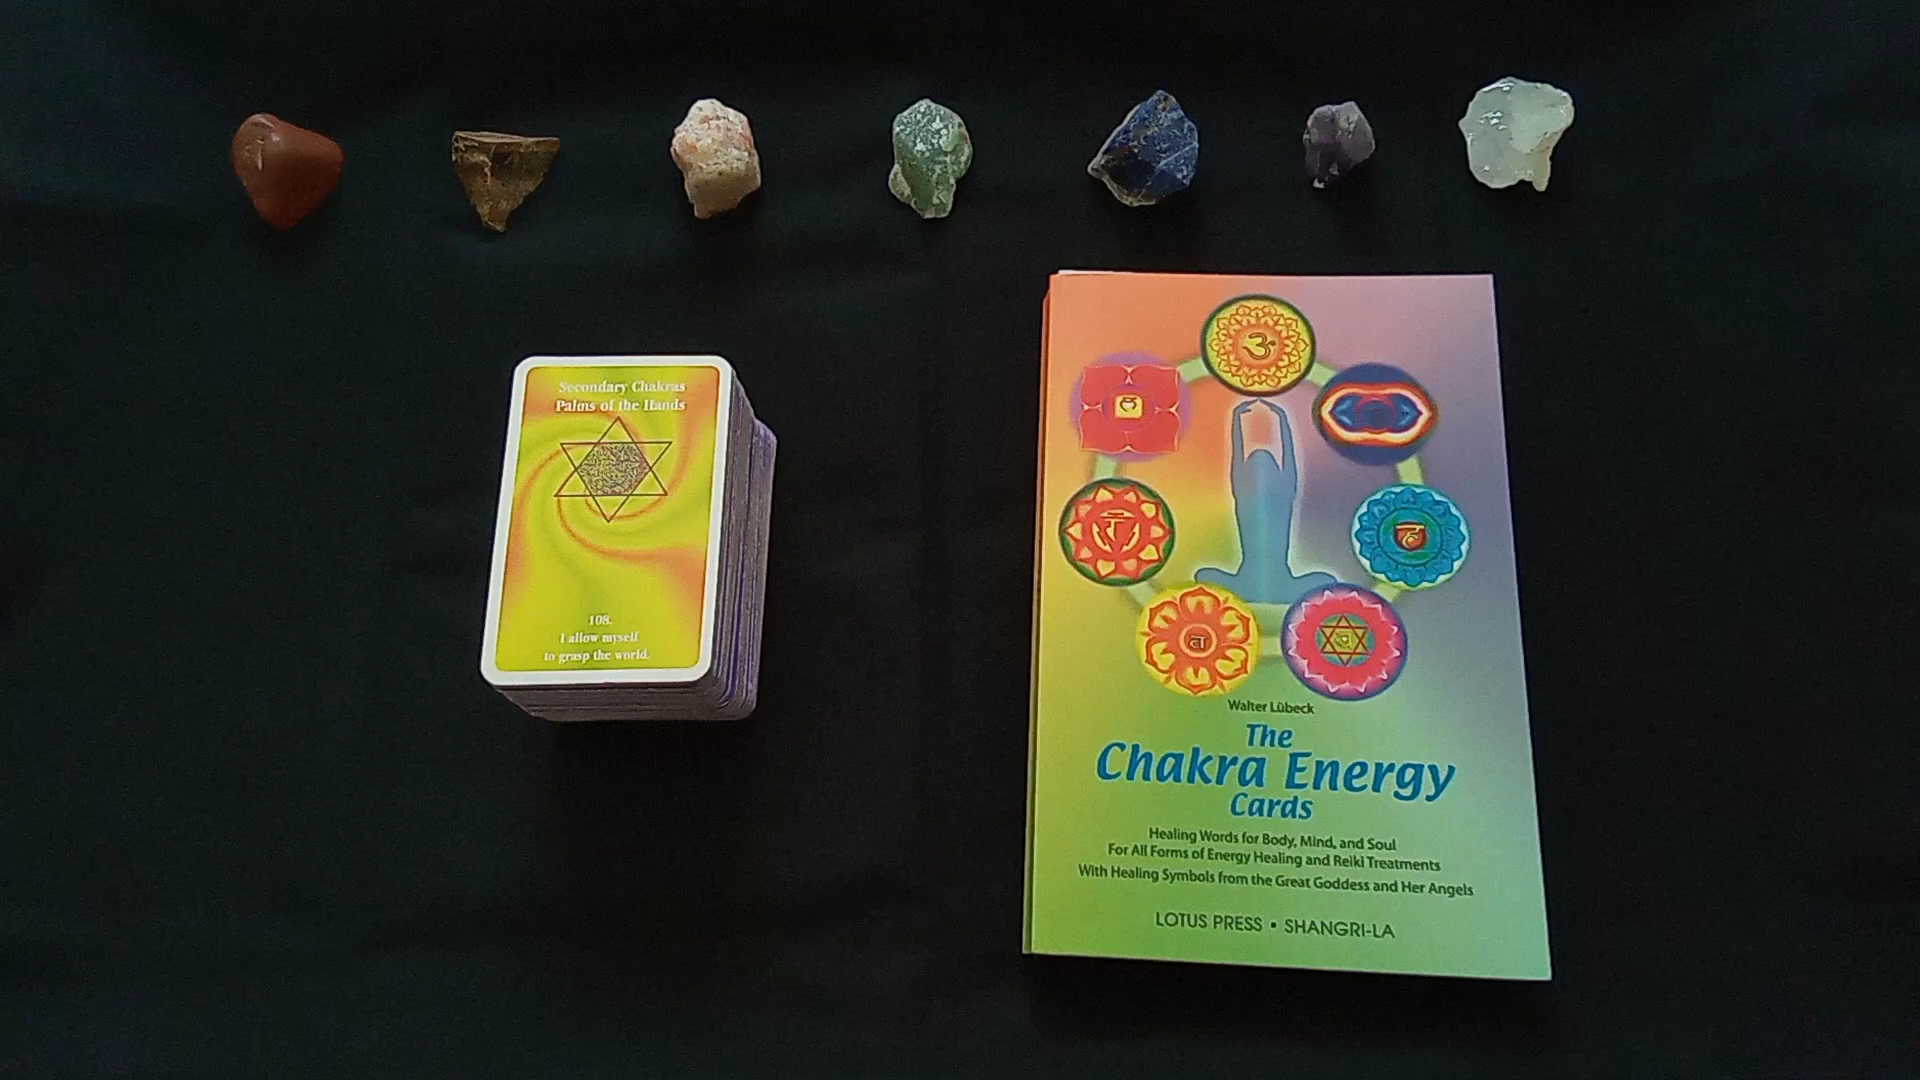 Secondary Chakras
Palms of the Hands
108.
I allow myself
to grasp the world.
ॐ
Walter Lübeck
The
Chakra Energy
Cards
Healing Words for Body, Mind, and Soul
For All Forms of Energy Healing and Reiki Treatments
With Healing Symbols from the Great Goddess and Her Angels
LOTUS PRESS • SHANGRI-LA